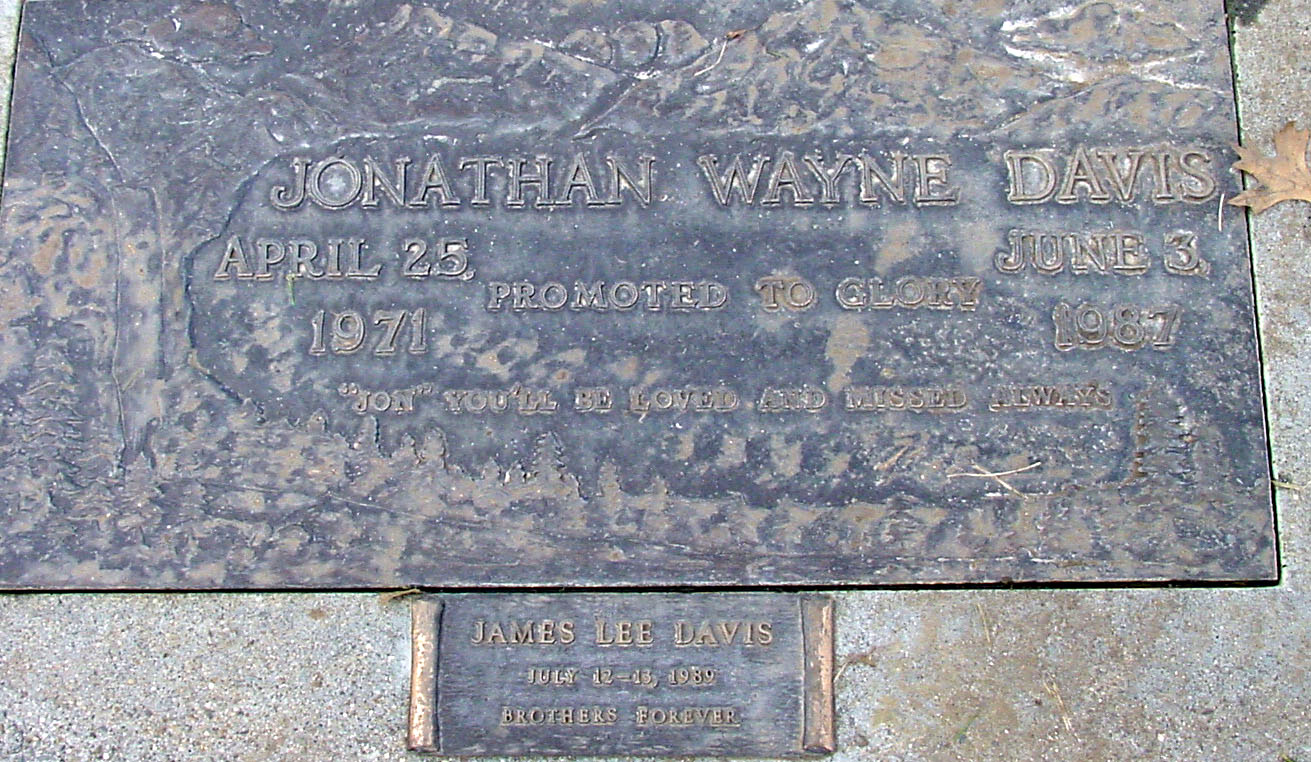 JONATHAN WAYNE DAVIS
APRIL 25, 1971
JUNE 3, 1987
PROMOTED TO GLORY
"JON" YOU'LL BE LOVED AND MISSED ALWAYS
JAMES LEE DAVIS
JULY 12-13, 1989
BROTHERS FOREVER